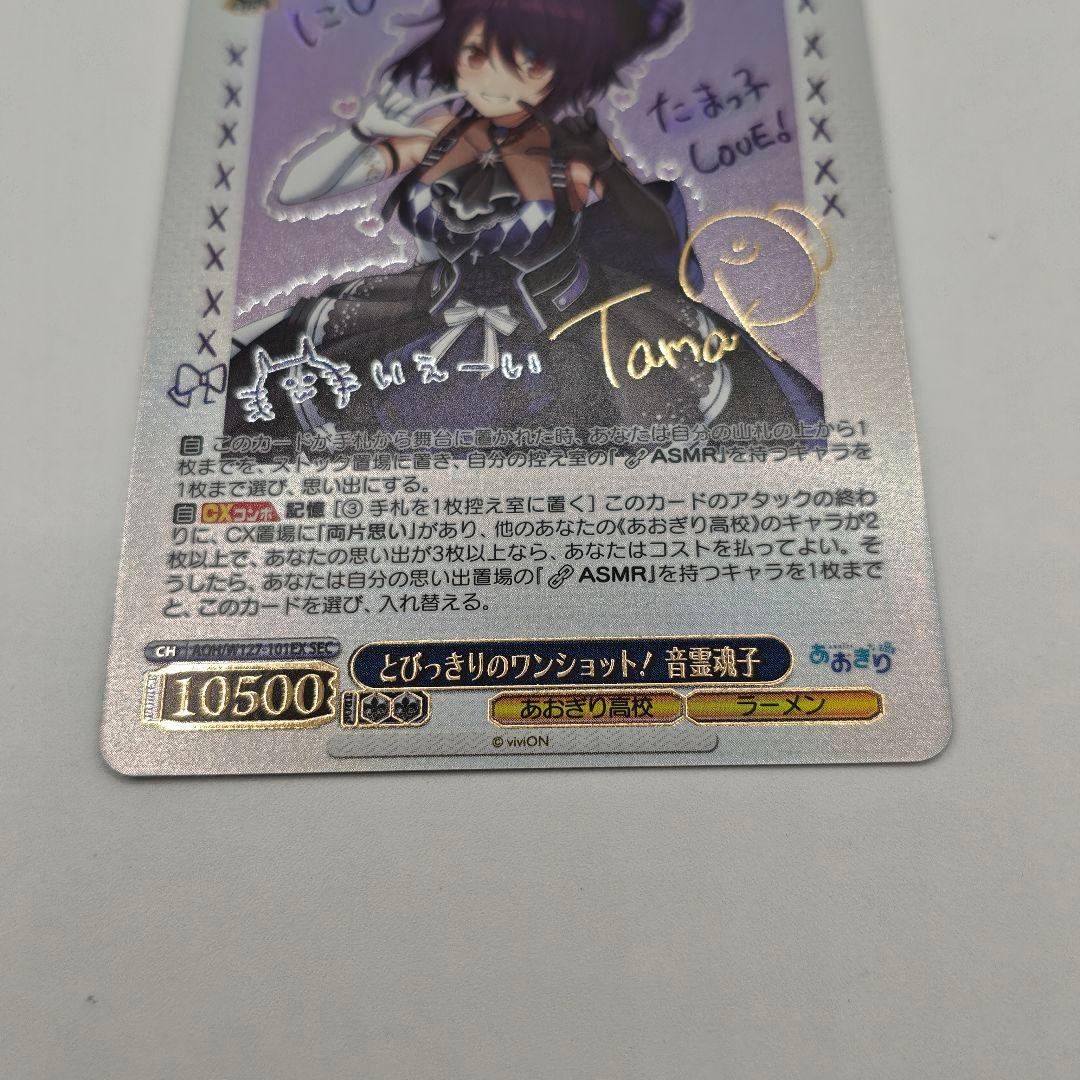 にひ
たまっ子
LOVE!
いぇーい
Tama
自 このカードが手札から舞台に置かれた時、あなたは自分の山札の上から1
枚までを、ストック置場に置き、自分の控え室の「ASMR」を持つキャラを
1枚まで選び、思い出にする。
自 CXコンボ 記憶 [③ 手札を1枚控え室に置く] このカードのアタックの終わ
りに、CX置場に「両片思い」があり、他のあなたの《あおぎり高校》のキャラが2
枚以上で、あなたの思い出が3枚以上なら、あなたはコストを払ってよい。そ
うしたら、あなたは自分の思い出置場の「ASMR」を持つキャラを1枚まで
と、このカードを選び、入れ替える。
CH AOH/W127-101EX SEC
とびっきりのワンショット! 音霊魂子
あおぎり
10500
あおぎり高校
ラーメン
© viviON